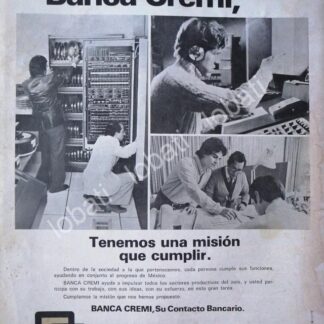 Banca Cremi,
Tenemos una misión
que cumplir.
Dentro de la sociedad a la que pertenecemos, cada persona cumple sus funciones,
ayudando en conjunto al progreso de México.
BANCA CREMI ayuda a impulsar todos los sectores productivos del país, y usted par-
ticipa con su trabajo, con sus ideas, con su esfuerzo, en esta gran tarea.
Cumplamos la misión que nos hemos propuesto.
BANCA CREMI, Su Contacto Bancario.
lobali lobali lobali